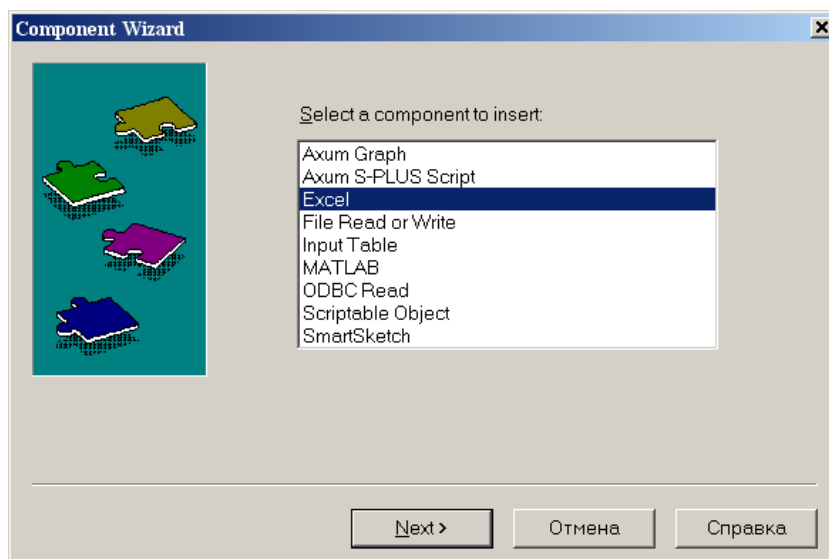 Component Wizard
Select a component to insert:
Axum Graph
Axum S-PLUS Script
Excel
File Read or Write
Input Table
MATLAB
ODBC Read
Scriptable Object
SmartSketch
Next >
Отмена
Справка